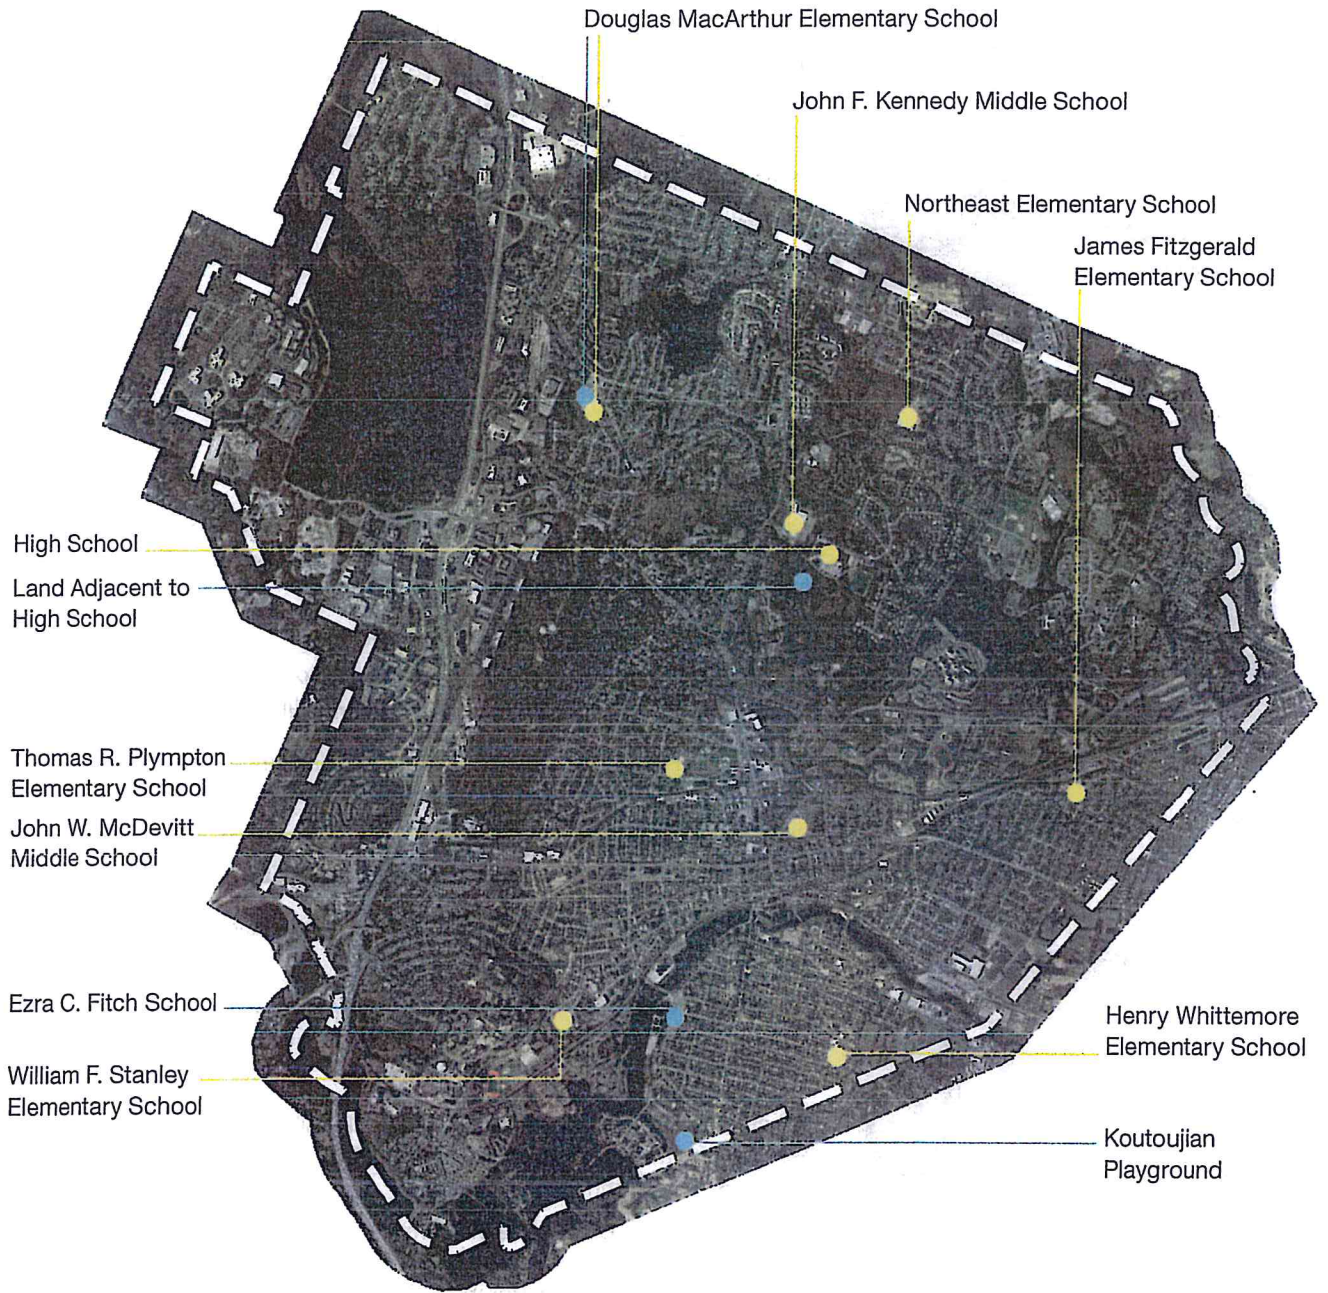 Douglas MacArthur Elementary School
John F. Kennedy Middle School
Northeast Elementary School
James Fitzgerald
Elementary School
High School
Land Adjacent to
High School
Thomas R. Plympton
Elementary School
John W. McDevitt
Middle School
Ezra C. Fitch School
William F. Stanley
Elementary School
Henry Whittemore
Elementary School
Koutoujian
Playground